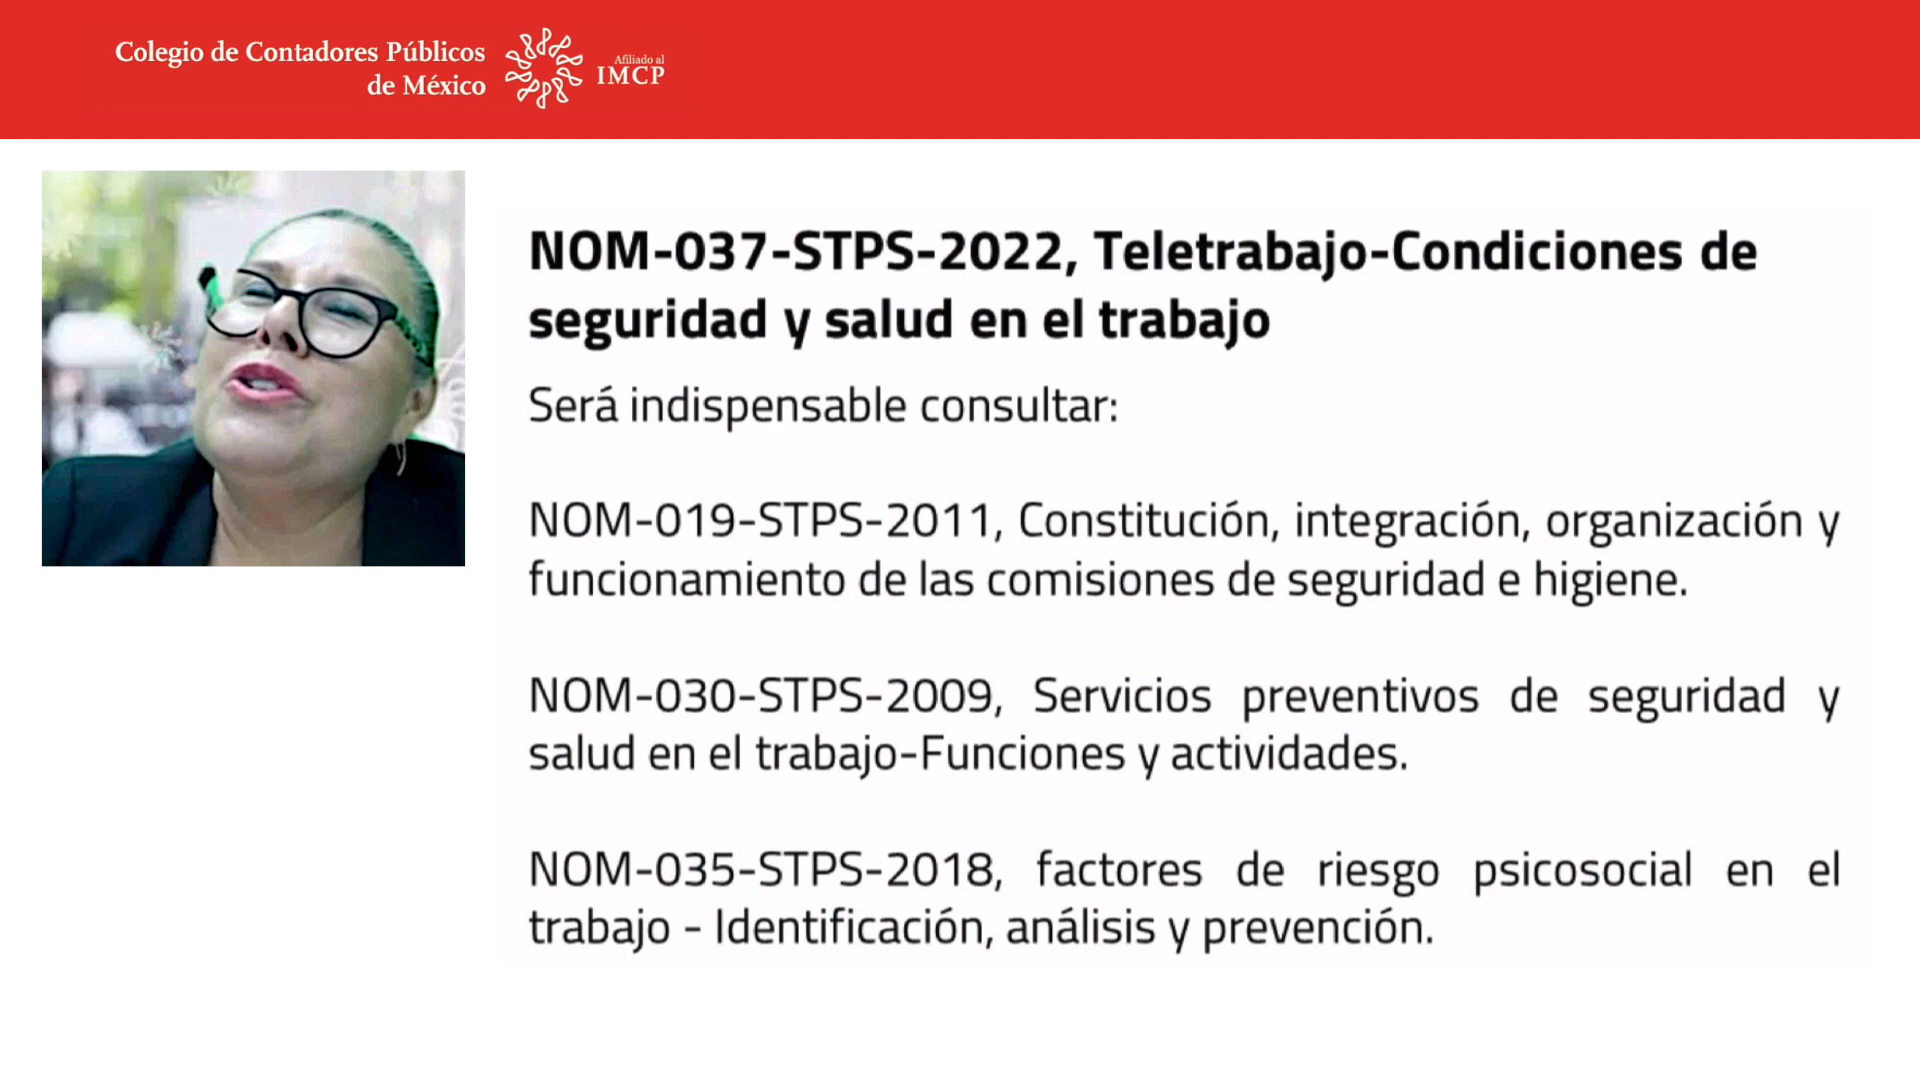 Colegio de Contadores Públicos
de México
Afiliado al
IMCP
NOM-037-STPS-2022, Teletrabajo-Condiciones de
seguridad y salud en el trabajo
Será indispensable consultar:
NOM-019-STPS-2011, Constitución, integración, organización y
funcionamiento de las comisiones de seguridad e higiene.
NOM-030-STPS-2009, Servicios preventivos de seguridad y
salud en el trabajo-Funciones y actividades.
NOM-035-STPS-2018, factores de riesgo psicosocial en el
trabajo - Identificación, análisis y prevención.